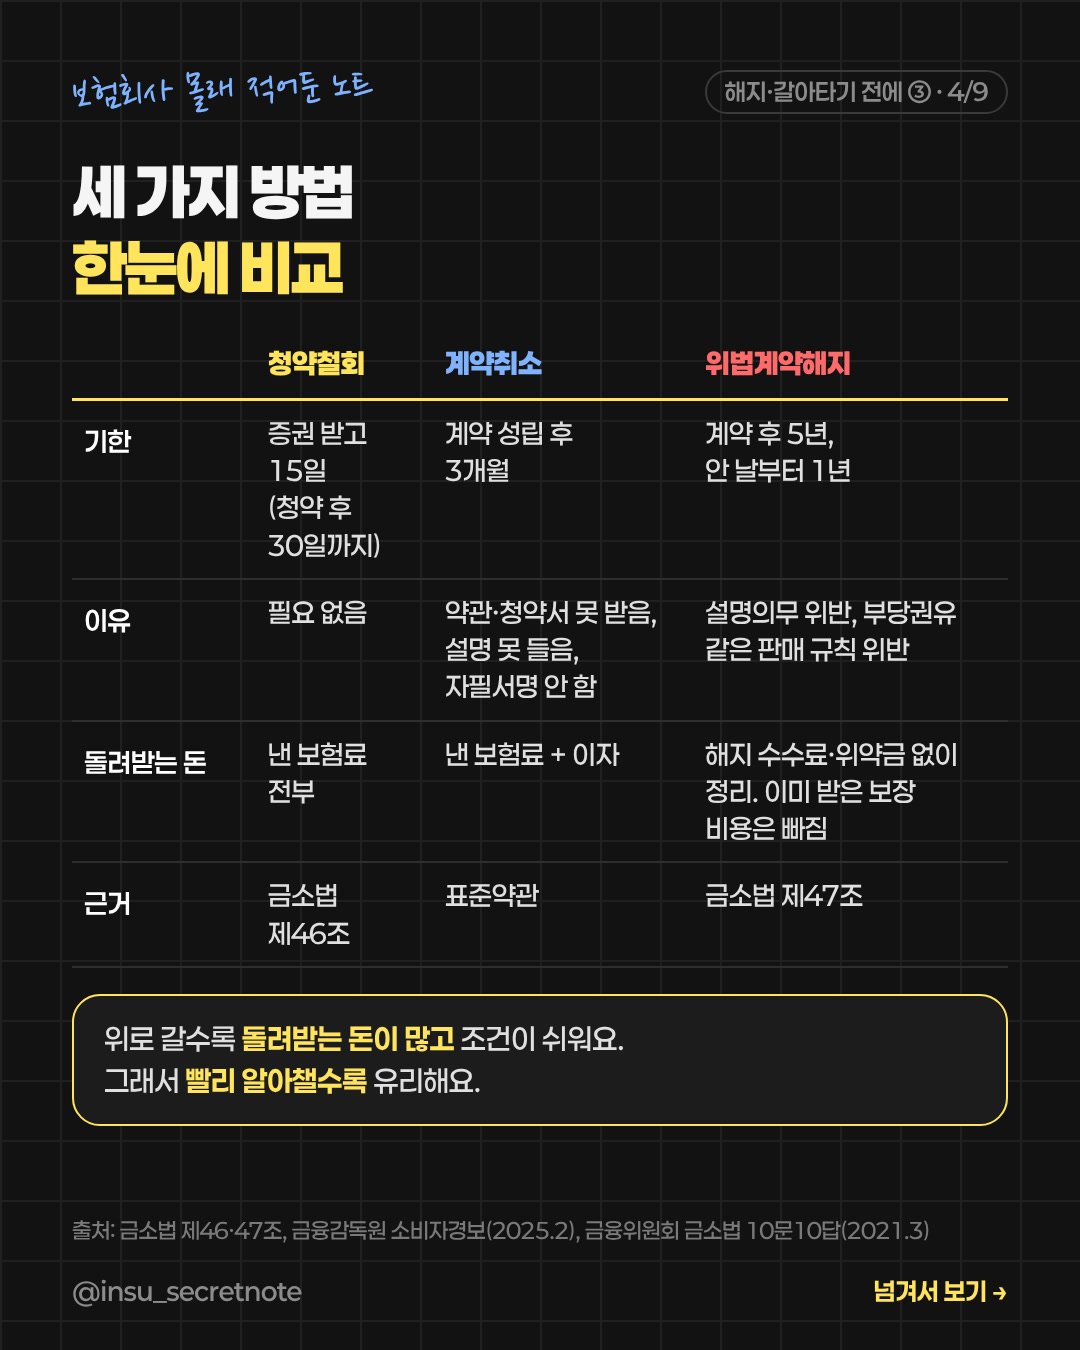 보험회사 몰래 적어둔 노트
해지·갈아타기 전에 ③ · 4/9
세 가지 방법
한눈에 비교
청약철회 계약취소 위법계약해지
기한
증권 받고
15일
(청약 후
30일까지)
계약 성립 후
3개월
계약 후 5년,
안 날부터 1년
이유
필요 없음
약관·청약서 못 받음,
설명 못 들음,
자필서명 안 함
설명의무 위반, 부당권유
같은 판매 규칙 위반
돌려받는 돈
낸 보험료
전부
낸 보험료 + 이자
해지 수수료·위약금 없이
정리. 이미 받은 보장
비용은 빠짐
근거
금소법
제46조
표준약관
금소법 제47조
위로 갈수록 돌려받는 돈이 많고 조건이 쉬워요.
그래서 빨리 알아챌수록 유리해요.
출처: 금소법 제46·47조, 금융감독원 소비자경보(2025.2), 금융위원회 금소법 10문10답(2021.3)
@insu_secretnote
넘겨서 보기 →